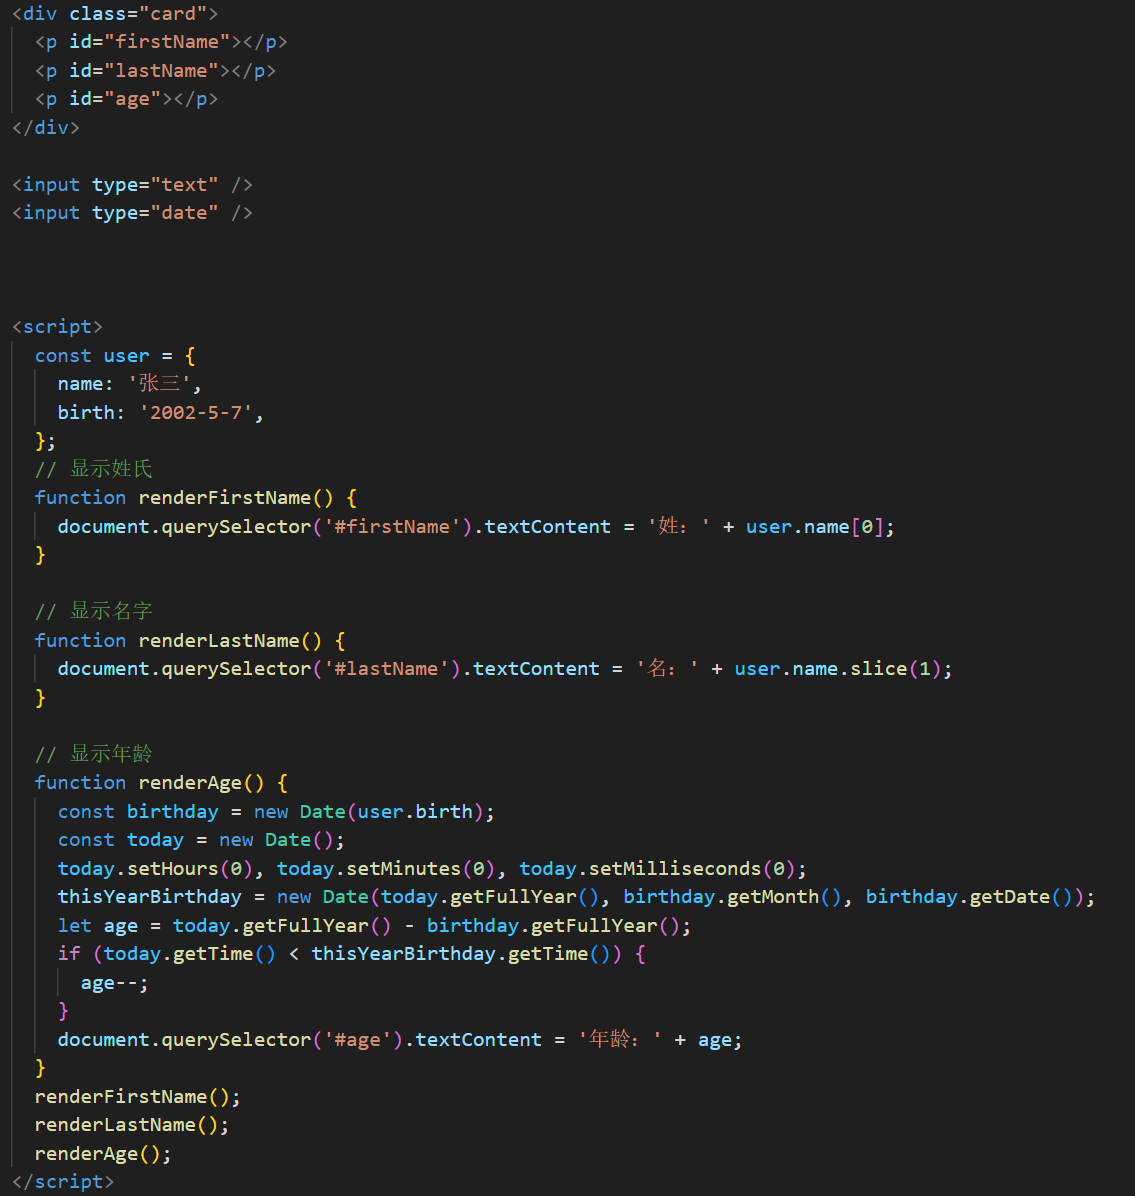 <div class="card">
  <p id="firstName"></p>
  <p id="lastName"></p>
  <p id="age"></p>
</div>

<input type="text" />
<input type="date" />

<script>
  const user = {
    name: '张三',
    birth: '2002-5-7',
  };
  // 显示姓氏
  function renderFirstName() {
    document.querySelector('#firstName').textContent = '姓：' + user.name[0];
  }

  // 显示名字
  function renderLastName() {
    document.querySelector('#lastName').textContent = '名：' + user.name.slice(1);
  }

  // 显示年龄
  function renderAge() {
    const birthday = new Date(user.birth);
    const today = new Date();
    today.setHours(0), today.setMinutes(0), today.setMilliseconds(0);
    thisYearBirthday = new Date(today.getFullYear(), birthday.getMonth(), birthday.getDate());
    let age = today.getFullYear() - birthday.getFullYear();
    if (today.getTime() < thisYearBirthday.getTime()) {
      age--;
    }
    document.querySelector('#age').textContent = '年龄：' + age;
  }
  renderFirstName();
  renderLastName();
  renderAge();
</script>